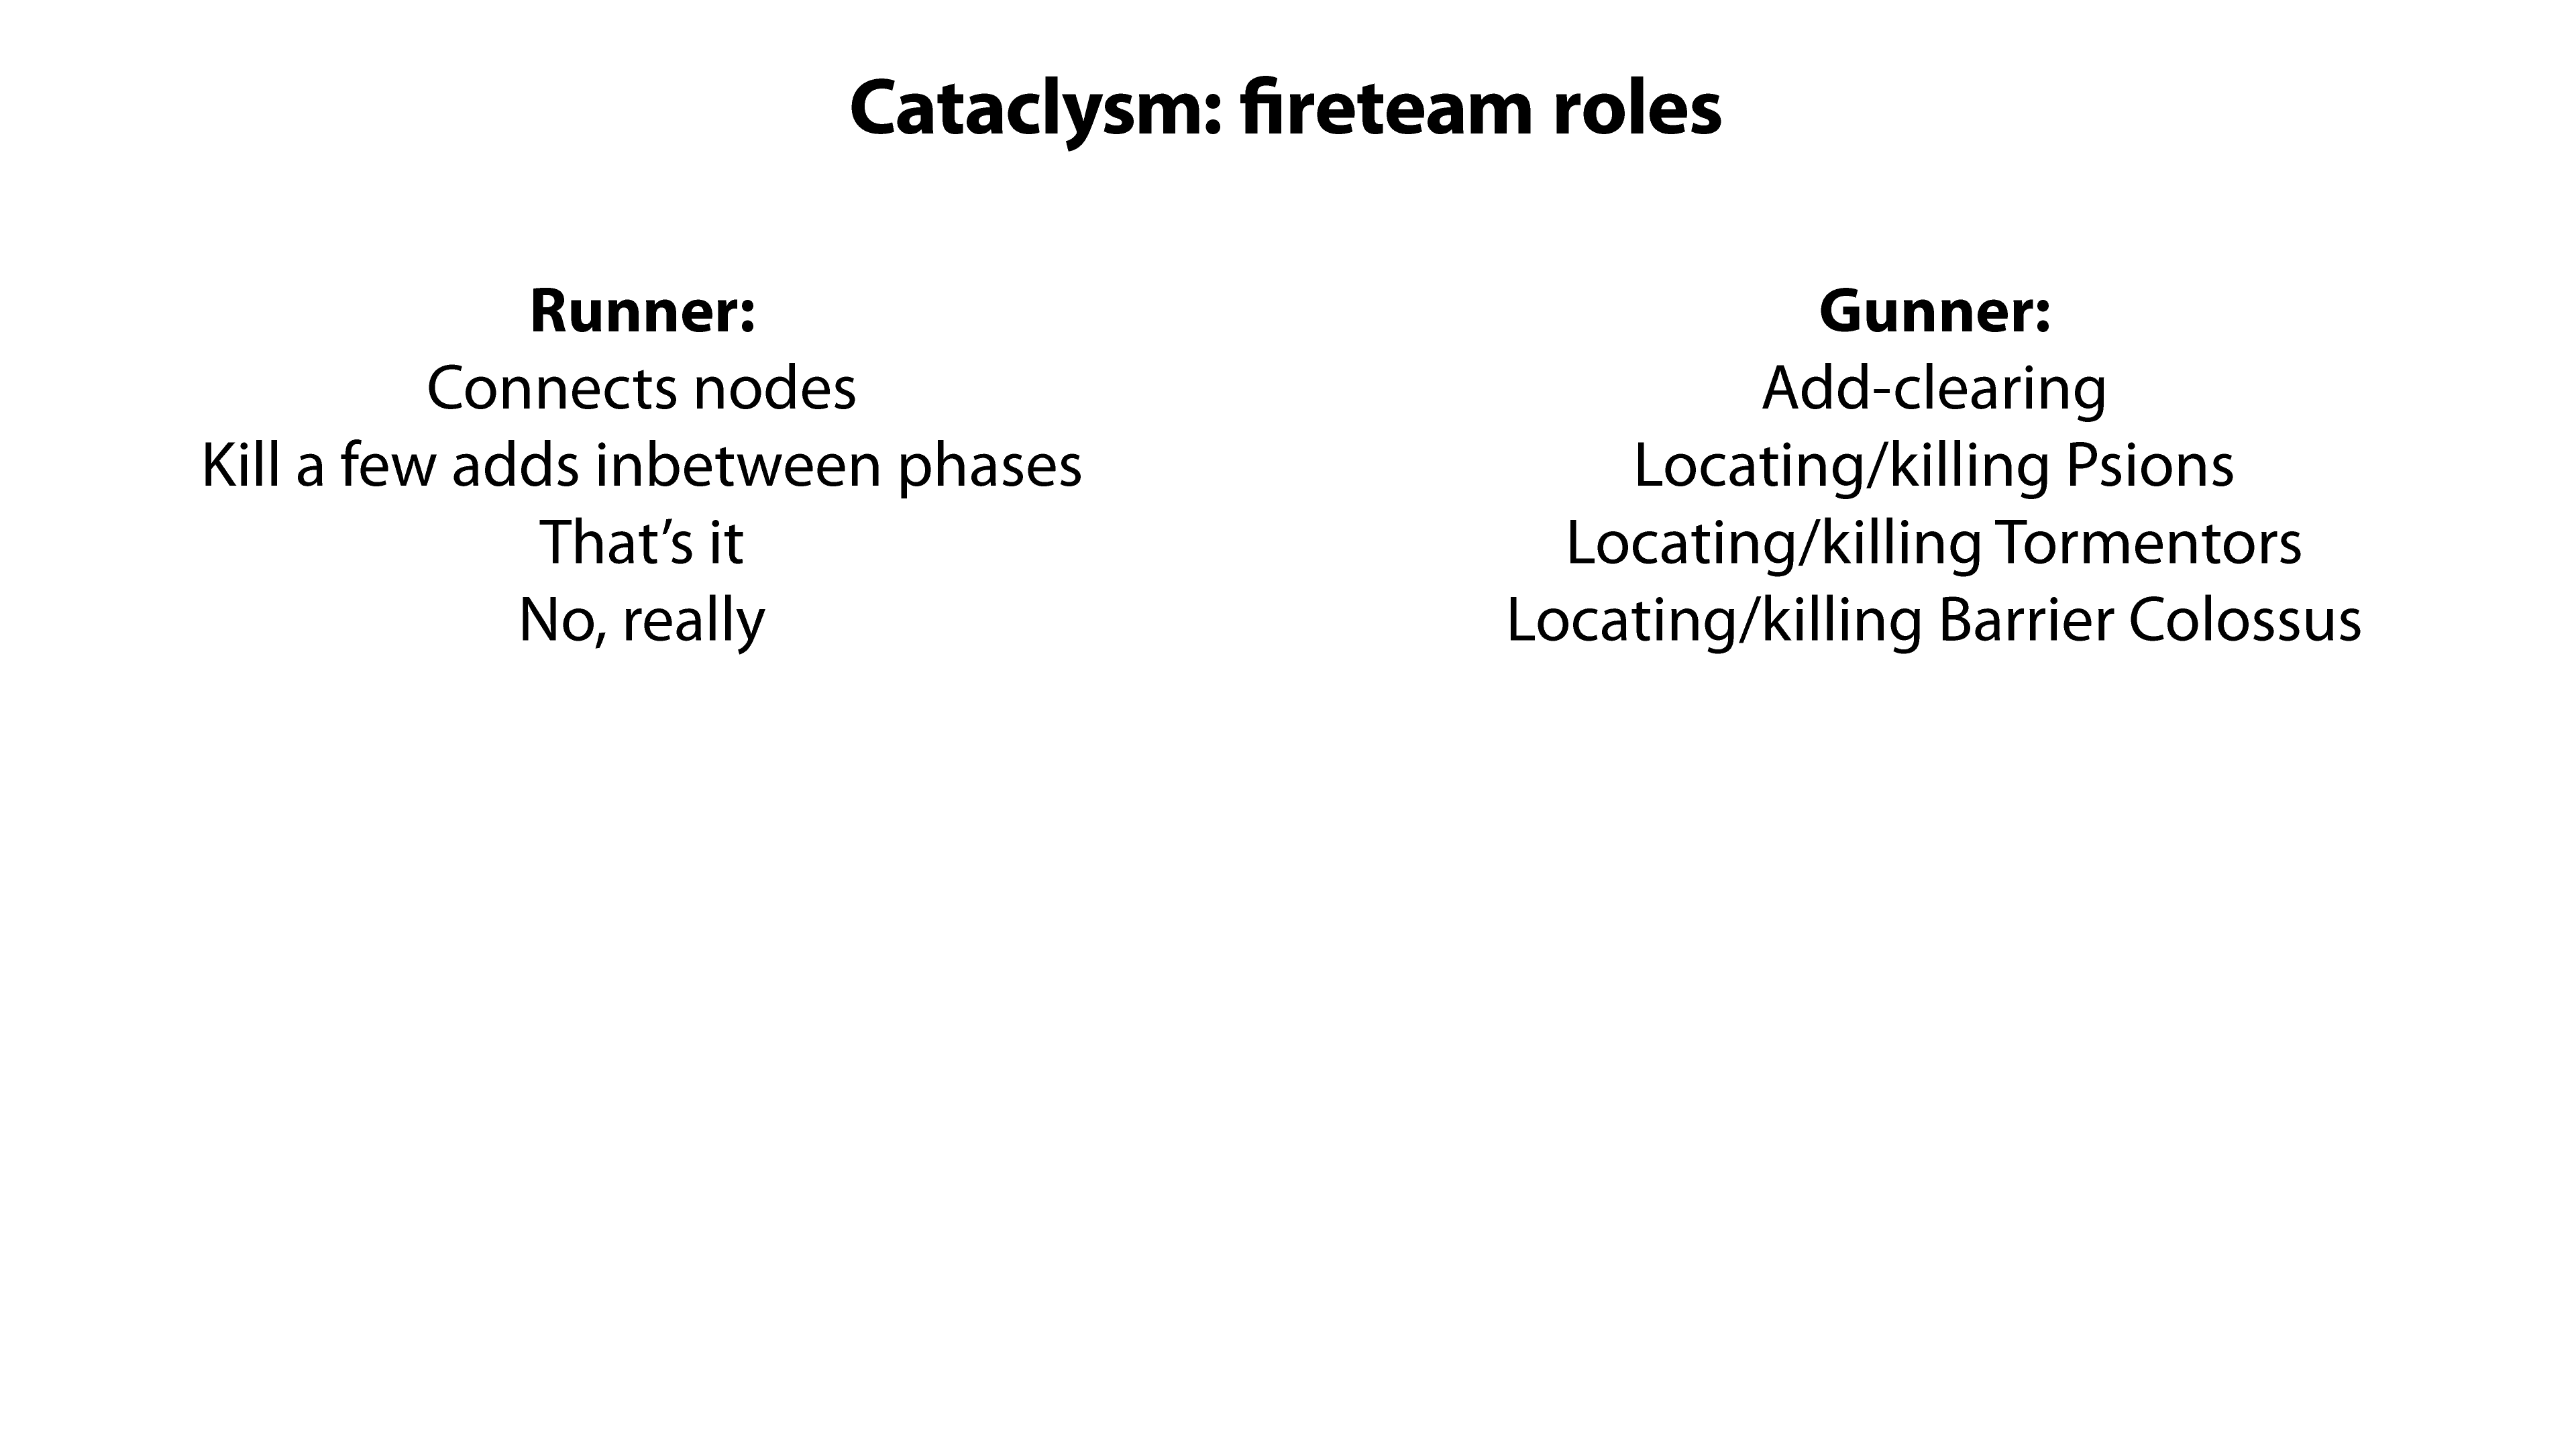 Cataclysm: fireteam roles
Runner:
Connects nodes
Kill a few adds inbetween phases
That’s it
No, really
Gunner:
Add-clearing
Locating/killing Psions
Locating/killing Tormentors
Locating/killing Barrier Colossus